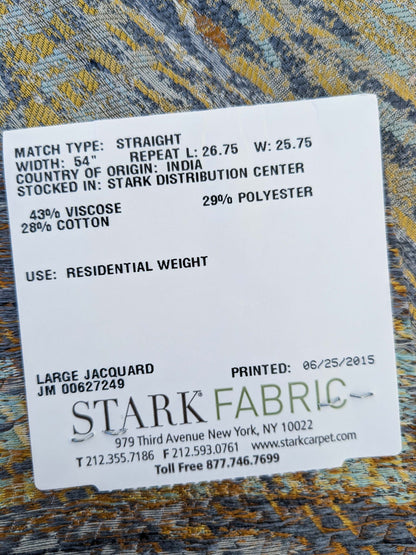 MATCH TYPE: STRAIGHT
WIDTH: 54" REPEAT L: 26.75 W: 25.75
COUNTRY OF ORIGIN: INDIA
STOCKED IN: STARK DISTRIBUTION CENTER
43% VISCOSE 29% POLYESTER
28% COTTON
USE: RESIDENTIAL WEIGHT
LARGE JACQUARD PRINTED: 06/25/2015
JM 00627249
STARK® FABRIC
979 Third Avenue New York, NY 10022
T 212.355.7186 F 212.593.0761 www.starkcarpet.com
Toll Free 877.746.7699